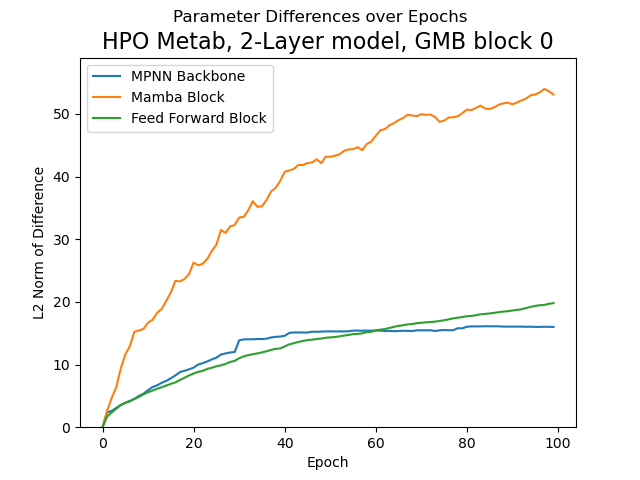 Parameter Differences over Epochs
HPO Metab, 2-Layer model, GMB block 0
MPNN Backbone
Mamba Block
Feed Forward Block
L2 Norm of Difference
50
40
30
20
10
0
0 20 40 60 80 100
Epoch